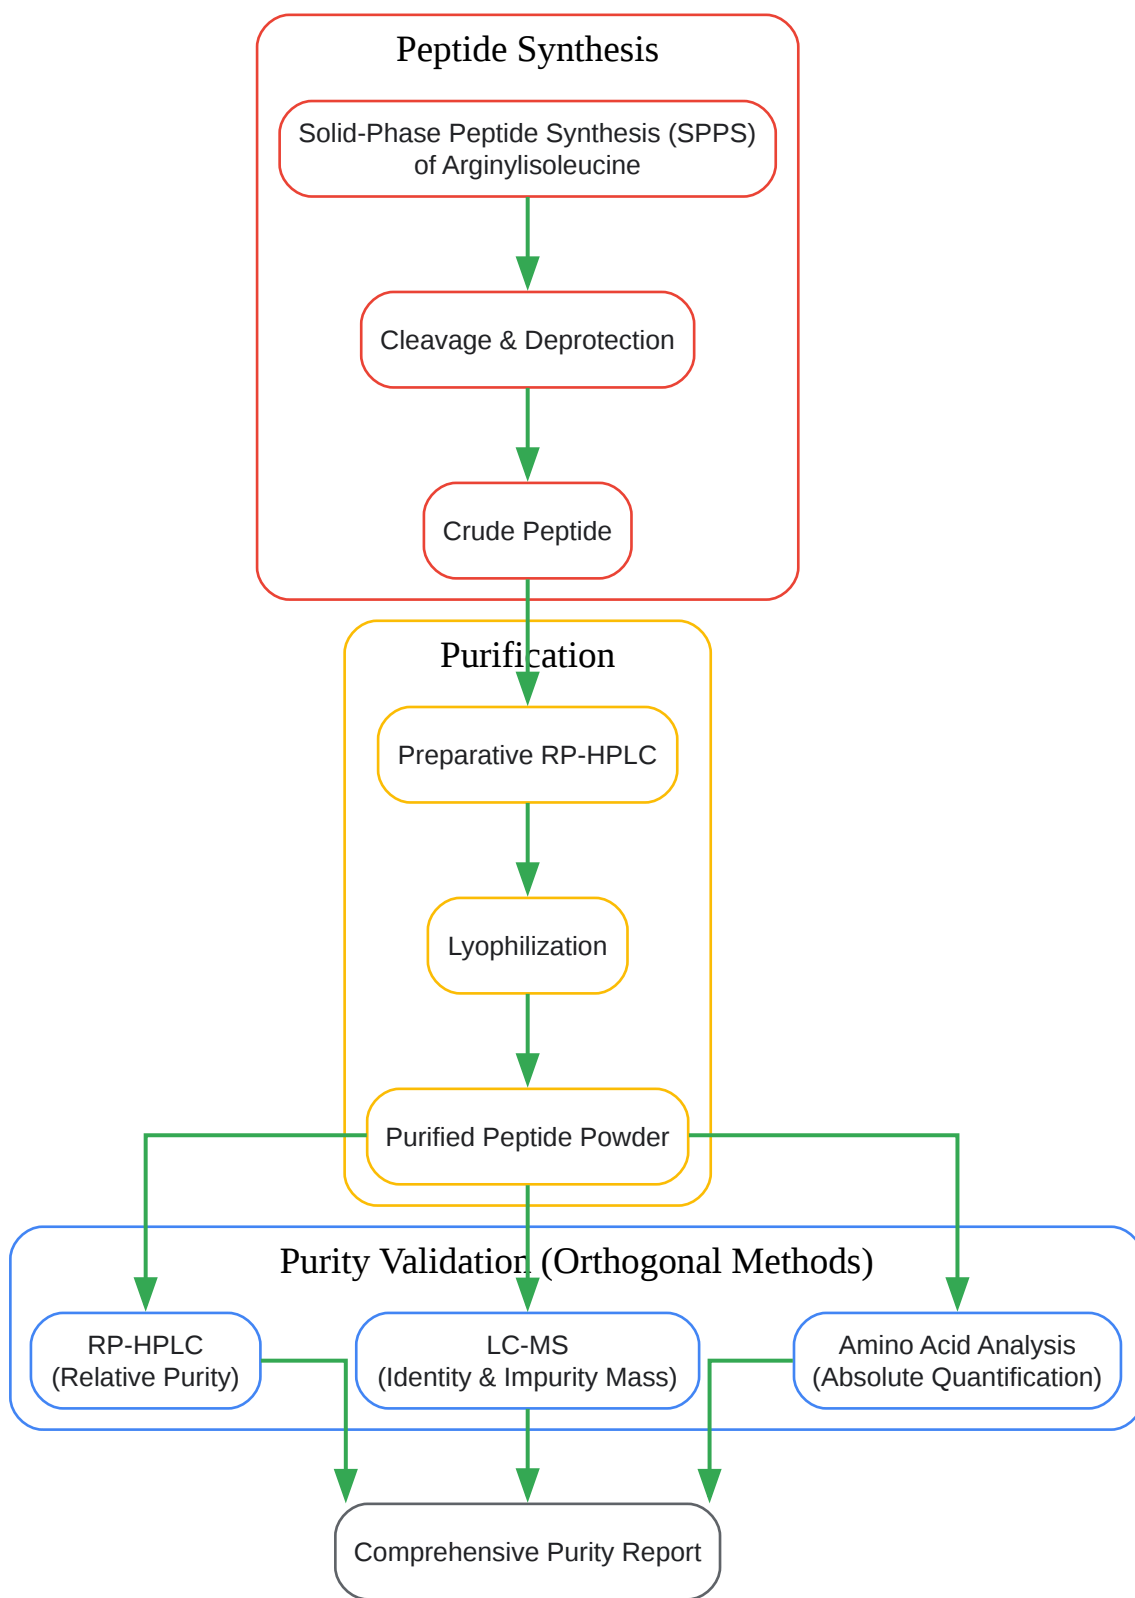 Peptide Synthesis
Solid-Phase Peptide Synthesis (SPPS)
of Arginylisoleucine
Cleavage & Deprotection
Crude Peptide
Purification
Preparative RP-HPLC
Lyophilization
Purified Peptide Powder
Purity Validation (Orthogonal Methods)
RP-HPLC
(Relative Purity)
LC-MS
(Identity & Impurity Mass)
Amino Acid Analysis
(Absolute Quantification)
Comprehensive Purity Report